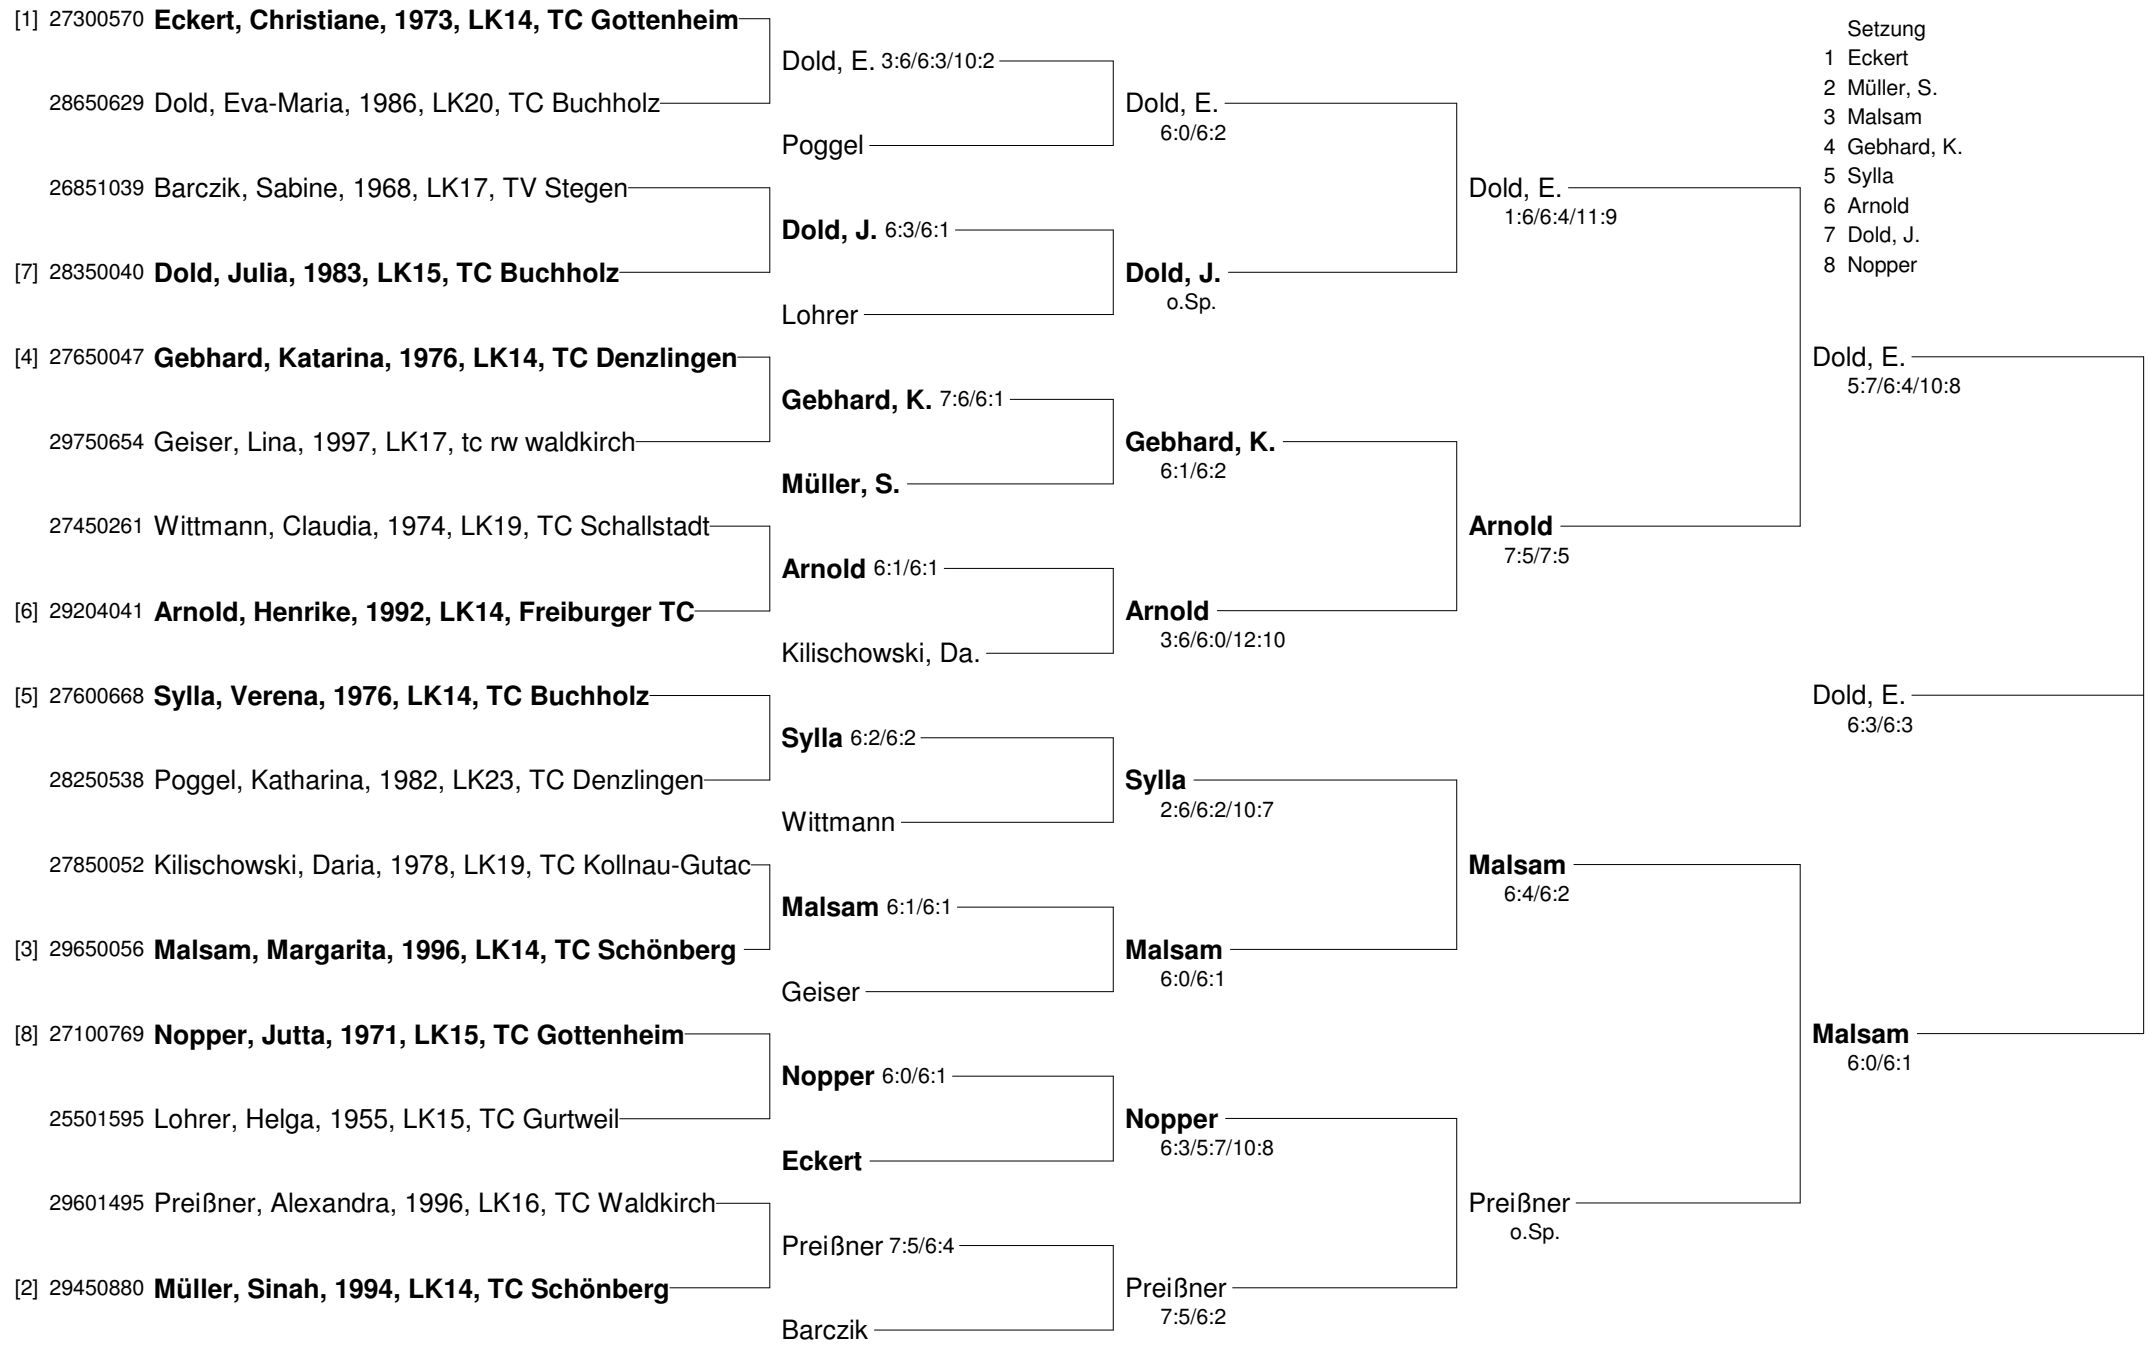 [1] 27300570 Eckert, Christiane, 1973, LK14, TC Gottenheim
28650629 Dold, Eva-Maria, 1986, LK20, TC Buchholz
26851039 Barczik, Sabine, 1968, LK17, TV Stegen
[7] 28350040 Dold, Julia, 1983, LK15, TC Buchholz
[4] 27650047 Gebhard, Katarina, 1976, LK14, TC Denzlingen
29750654 Geiser, Lina, 1997, LK17, tc rw waldkirch
27450261 Wittmann, Claudia, 1974, LK19, TC Schallstadt
[6] 29204041 Arnold, Henrike, 1992, LK14, Freiburger TC
[5] 27600668 Sylla, Verena, 1976, LK14, TC Buchholz
28250538 Poggel, Katharina, 1982, LK23, TC Denzlingen
27850052 Kilischowski, Daria, 1978, LK19, TC Kollnau-Gutac
[3] 29650056 Malsam, Margarita, 1996, LK14, TC Schönberg
[8] 27100769 Nopper, Jutta, 1971, LK15, TC Gottenheim
25501595 Lohrer, Helga, 1955, LK15, TC Gurtweil
29601495 Preißner, Alexandra, 1996, LK16, TC Waldkirch
[2] 29450880 Müller, Sinah, 1994, LK14, TC Schönberg
Dold, E. 3:6/6:3/10:2
Poggel
Dold, J. 6:3/6:1
Lohrer
Gebhard, K. 7:6/6:1
Müller, S.
Arnold 6:1/6:1
Kilischowski, Da.
Sylla 6:2/6:2
Wittmann
Malsam 6:1/6:1
Geiser
Nopper 6:0/6:1
Eckert
Preißner 7:5/6:4
Barczik
Dold, E.
6:0/6:2
Dold, J.
o.Sp.
Gebhard, K.
6:1/6:2
Arnold
3:6/6:0/12:10
Sylla
2:6/6:2/10:7
Malsam
6:0/6:1
Nopper
6:3/5:7/10:8
Preißner
7:5/6:2
Dold, E.
1:6/6:4/11:9
Arnold
7:5/7:5
Malsam
6:4/6:2
Preißner
o.Sp.
Setzung
1 Eckert
2 Müller, S.
3 Malsam
4 Gebhard, K.
5 Sylla
6 Arnold
7 Dold, J.
8 Nopper
Dold, E.
5:7/6:4/10:8
Dold, E.
6:3/6:3
Malsam
6:0/6:1